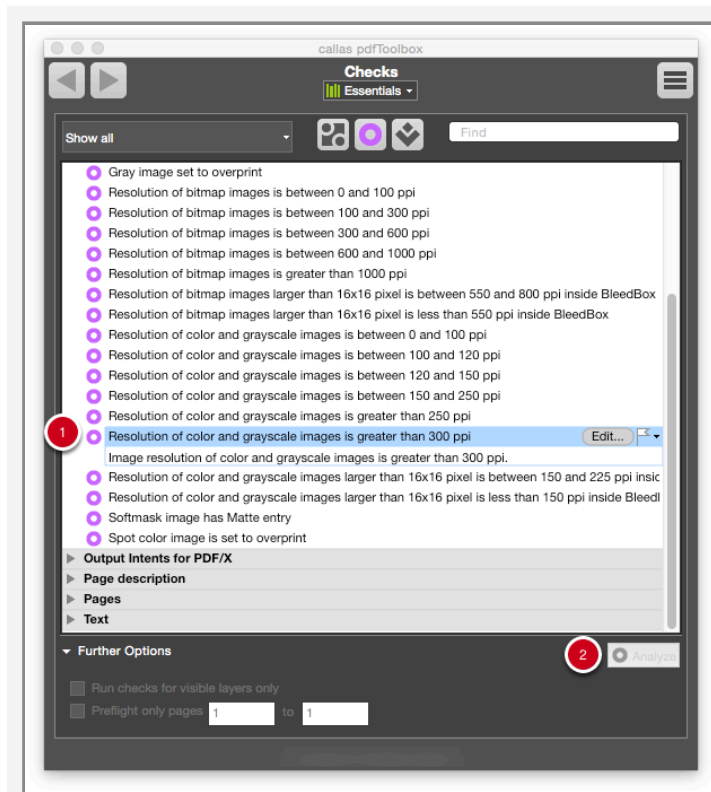 callas pdfToolbox
Checks
Essentials
Show all
Find
Gray image set to overprint
Resolution of bitmap images is between 0 and 100 ppi
Resolution of bitmap images is between 100 and 300 ppi
Resolution of bitmap images is between 300 and 600 ppi
Resolution of bitmap images is between 600 and 1000 ppi
Resolution of bitmap images is greater than 1000 ppi
Resolution of bitmap images larger than 16x16 pixel is between 550 and 800 ppi inside BleedBox
Resolution of bitmap images larger than 16x16 pixel is less than 550 ppi inside BleedBox
Resolution of color and grayscale images is between 0 and 100 ppi
Resolution of color and grayscale images is between 100 and 120 ppi
Resolution of color and grayscale images is between 120 and 150 ppi
Resolution of color and grayscale images is between 150 and 250 ppi
Resolution of color and grayscale images is greater than 250 ppi
1 Resolution of color and grayscale images is greater than 300 ppi Edit...
Image resolution of color and grayscale images is greater than 300 ppi.
Resolution of color and grayscale images larger than 16x16 pixel is between 150 and 225 ppi insic
Resolution of color and grayscale images larger than 16x16 pixel is less than 150 ppi inside Bleedl
Softmask image has Matte entry
Spot color image is set to overprint
Output Intents for PDF/X
Page description
Pages
Text
Further Options
2 Analyze
Run checks for visible layers only
Preflight only pages 1 to 1